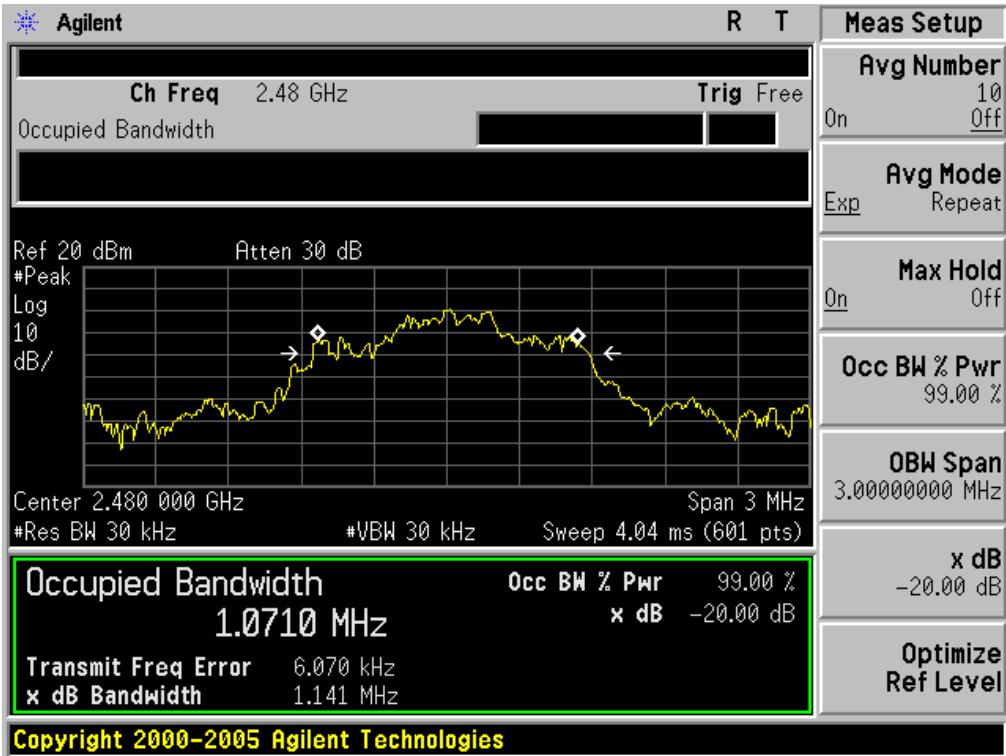 Agilent R T
Meas Setup
Ch Freq 2.48 GHz Trig Free
Occupied Bandwidth
Ref 20 dBm Atten 30 dB
#Peak
Log
10
dB/
Center 2.480 000 GHz Span 3 MHz
#Res BW 30 kHz #VBW 30 kHz Sweep 4.04 ms (601 pts)
Occupied Bandwidth Occ BW % Pwr 99.00 %
1.0710 MHz x dB -20.00 dB
Transmit Freq Error 6.070 kHz
x dB Bandwidth 1.141 MHz
Avg Number
10
On Off
Avg Mode
Exp Repeat
Max Hold
On Off
Occ BW % Pwr
99.00 %
OBW Span
3.00000000 MHz
x dB
-20.00 dB
Optimize
Ref Level
Copyright 2000-2005 Agilent Technologies